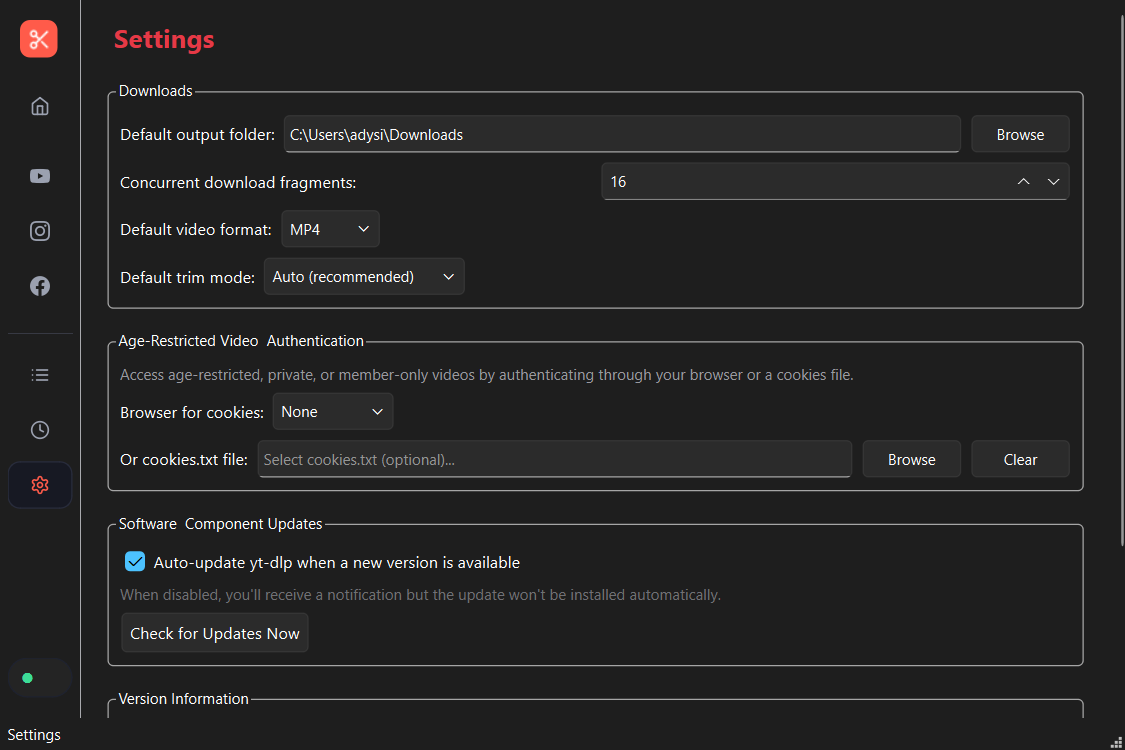 Settings
Downloads
Default output folder: C:\Users\adysi\Downloads Browse
Concurrent download fragments: 16
Default video format: MP4
Default trim mode: Auto (recommended)
Age-Restricted Video  Authentication
Access age-restricted, private, or member-only videos by authenticating through your browser or a cookies file.
Browser for cookies: None
Or cookies.txt file: Select cookies.txt (optional)... Browse Clear
Software  Component Updates
Auto-update yt-dlp when a new version is available
When disabled, you'll receive a notification but the update won't be installed automatically.
Check for Updates Now
Version Information
Settings